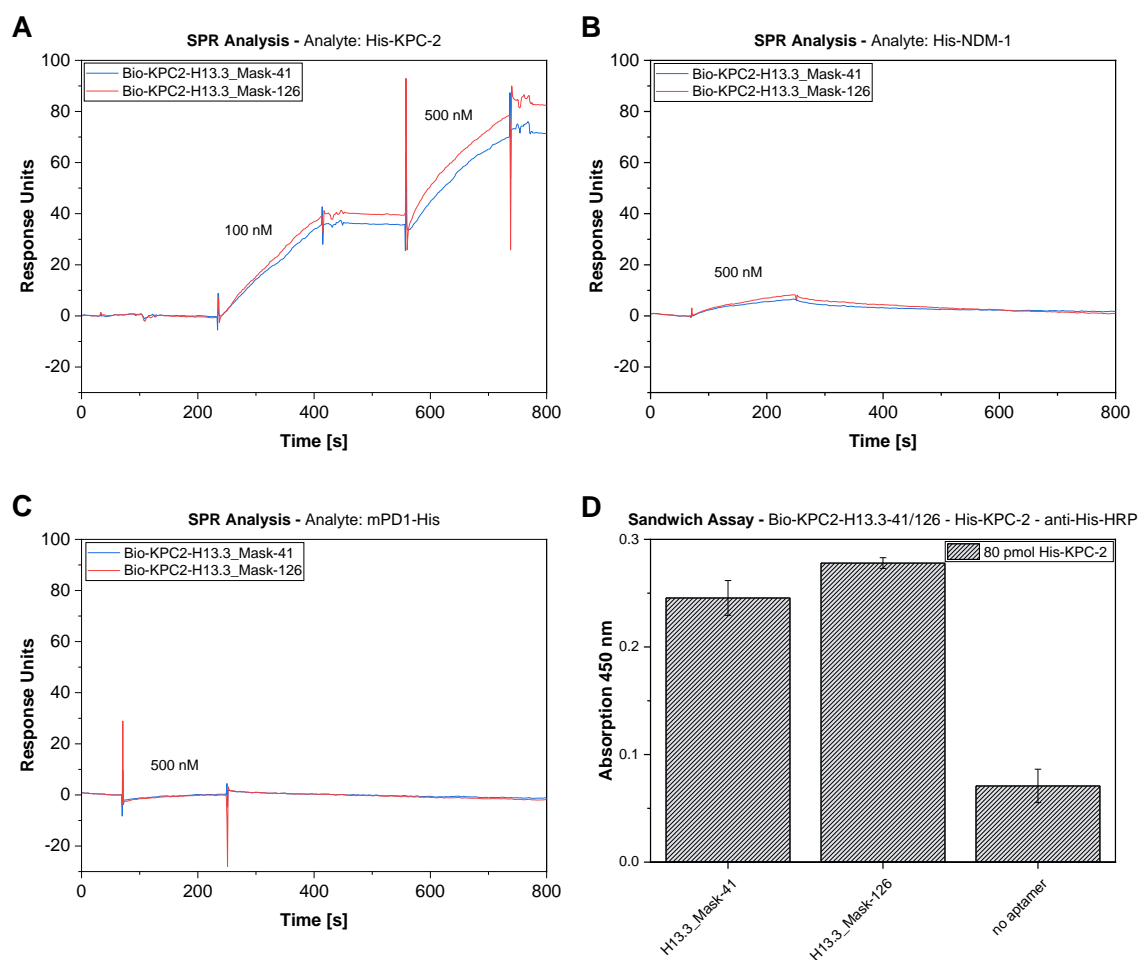 A
SPR Analysis - Analyte: His-KPC-2
Bio-KPC2-H13.3_Mask-41
Bio-KPC2-H13.3_Mask-126
100 nM
500 nM
Response Units
100
80
60
40
20
0
-20
0
200
400
600
800
Time [s]
B
SPR Analysis - Analyte: His-NDM-1
Bio-KPC2-H13.3_Mask-41
Bio-KPC2-H13.3_Mask-126
500 nM
Response Units
100
80
60
40
20
0
-20
0
200
400
600
800
Time [s]
C
SPR Analysis - Analyte: mPD1-His
Bio-KPC2-H13.3_Mask-41
Bio-KPC2-H13.3_Mask-126
500 nM
Response Units
100
80
60
40
20
0
-20
0
200
400
600
800
Time [s]
D
Sandwich Assay - Bio-KPC2-H13.3-41/126 - His-KPC-2 - anti-His-HRP
80 pmol His-KPC-2
Absorption 450 nm
0.3
0.2
0.1
0.0
H13.3_Mask-41
H13.3_Mask-126
no aptamer